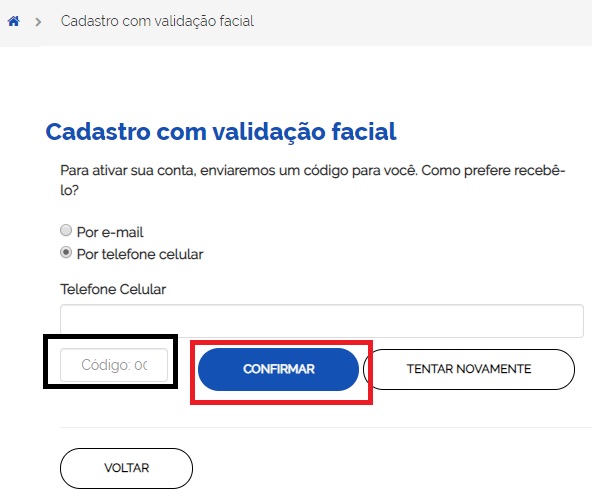 Cadastro com validação facial
Cadastro com validação facial
Para ativar sua conta, enviaremos um código para você. Como prefere recebê-
lo?
Por e-mail
Por telefone celular
Telefone Celular
Código: 00
CONFIRMAR
TENTAR NOVAMENTE
VOLTAR